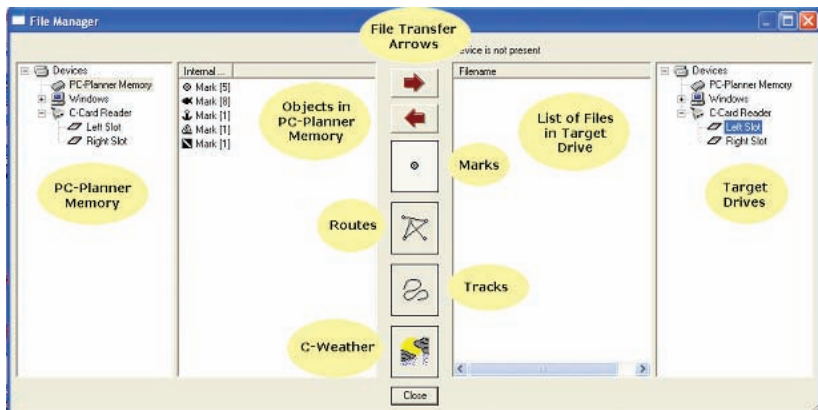 File Manager
File Transfer
Arrows
evice is not present
Devices
PC-Planner Memory
Windows
C-Card Reader
Left Slot
Right Slot
PC-Planner
Memory
Internal ...
Mark [5]
Mark [8]
Mark [1]
Mark [1]
Mark [1]
Objects in
PC-Planner
Memory
Marks
Routes
Tracks
C-Weather
Close
Filename
List of Files
in Target
Drive
Devices
PC-Planner Memory
Windows
C-Card Reader
Left Slot
Right Slot
Target
Drives